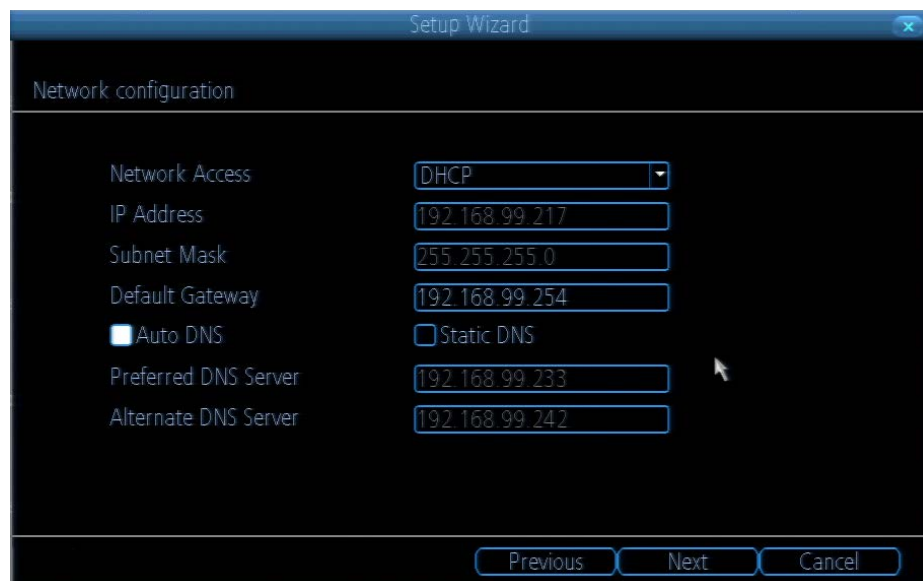 Setup Wizard
Network configuration
Network Access DHCP
IP Address 192.168.99.217
Subnet Mask 255.255.255.0
Default Gateway 192.168.99.254
Auto DNS Static DNS
Preferred DNS Server 192.168.99.233
Alternate DNS Server 192.168.99.242
Previous Next Cancel